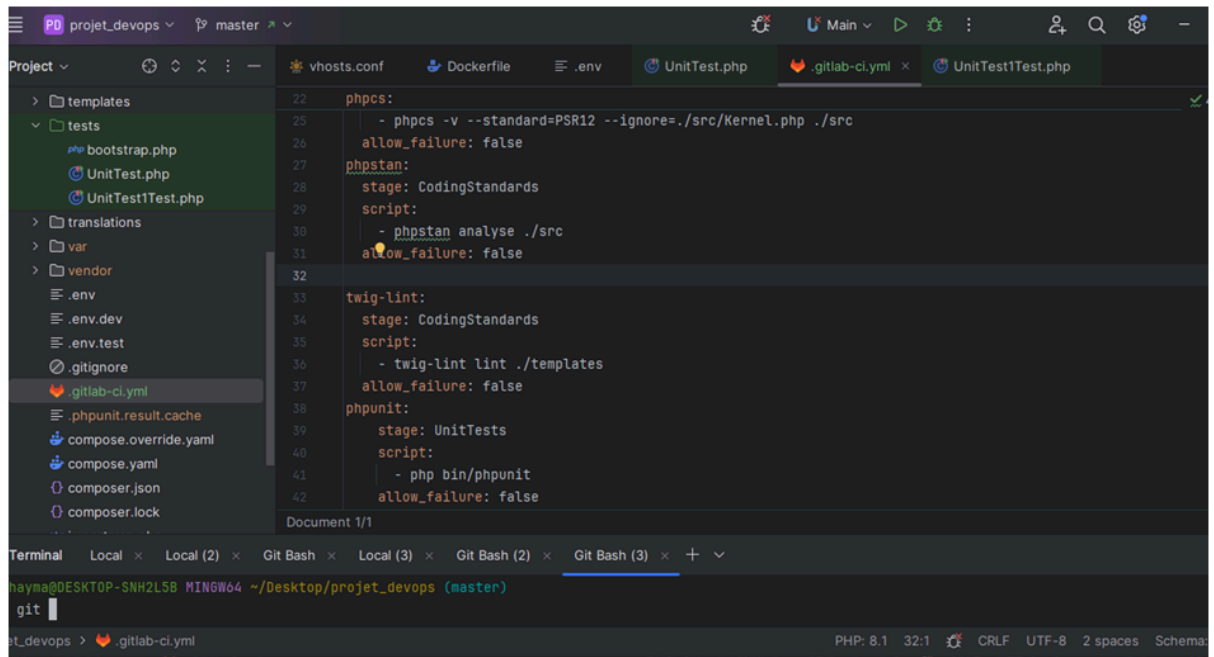 PD projet_devops master Main
Project vhosts.conf Dockerfile .env UnitTest.php .gitlab-ci.yml UnitTest1Test.php
templates
tests
php bootstrap.php
UnitTest.php
UnitTest1Test.php
translations
var
vendor
.env
.env.dev
.env.test
.gitignore
.gitlab-ci.yml
.phpunit.result.cache
compose.override.yaml
compose.yaml
composer.json
composer.lock
22 phpcs:
25 - phpcs -v --standard=PSR12 --ignore=./src/Kernel.php ./src
26 allow_failure: false
27 phpstan:
28 stage: CodingStandards
29 script:
30 - phpstan analyse ./src
31 allow_failure: false
32
33 twig-lint:
34 stage: CodingStandards
35 script:
36 - twig-lint lint ./templates
37 allow_failure: false
38 phpunit:
39 stage: UnitTests
40 script:
41 - php bin/phpunit
42 allow_failure: false
Document 1/1
Terminal Local Local (2) Git Bash Local (3) Git Bash (2) Git Bash (3)
hayma@DESKTOP-SNH2L5B MINGW64 ~/Desktop/projet_devops (master)
git
et_devops > .gitlab-ci.yml PHP: 8.1 32:1 CRLF UTF-8 2 spaces Schema: